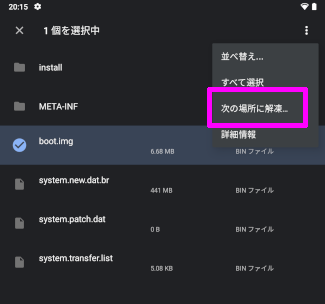 20:15
1 個を選択中
並べ替え...
install
すべて選択
次の場所に解凍...
META-INF
詳細情報
boot.img
6.68 MB
BIN ファイル
system.new.dat.br
441 MB
BIN ファイル
system.patch.dat
0 B
BIN ファイル
system.transfer.list
5.08 KB
BIN ファイル